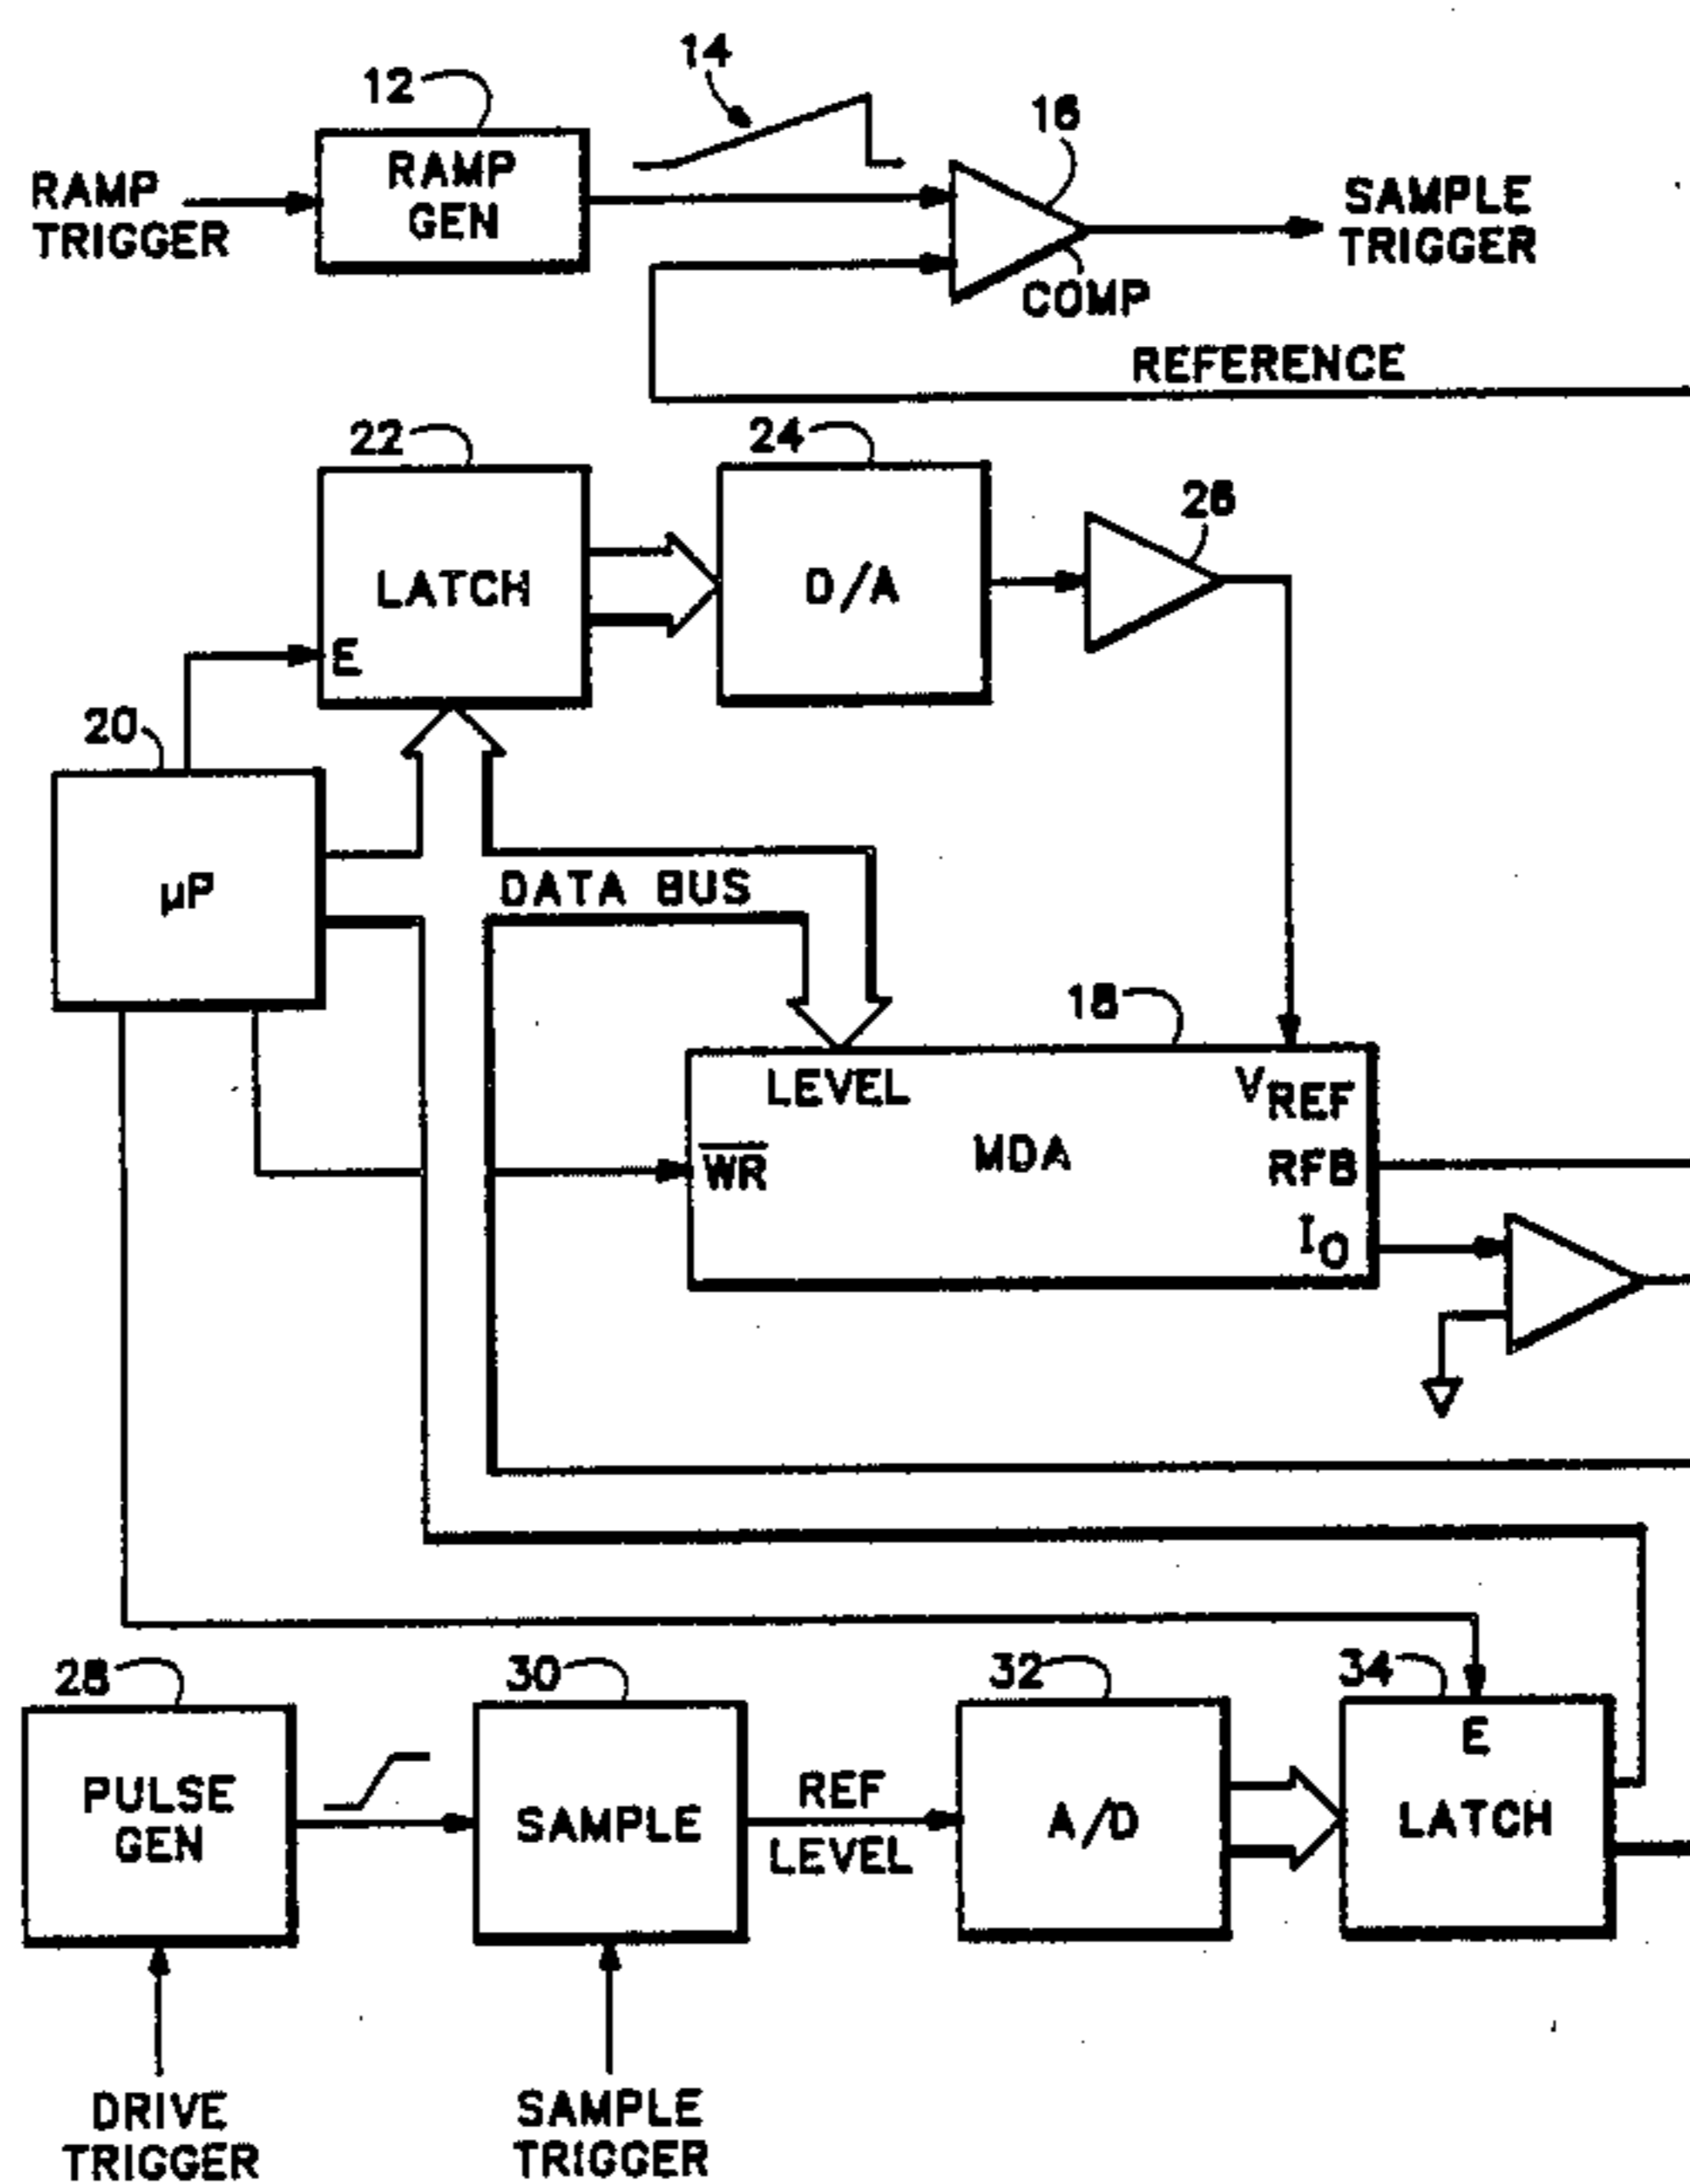 14
12
16
RAMP
TRIGGER
RAMP
GEN
SAMPLE
TRIGGER
COMP
REFERENCE
22
24
26
LATCH
E
D/A
20
µP
DATA BUS
18
LEVEL
VREF
WR
MDA
RFB
IO
28
30
32
34
E
PULSE
GEN
SAMPLE
REF
LEVEL
A/D
LATCH
DRIVE
TRIGGER
SAMPLE
TRIGGER